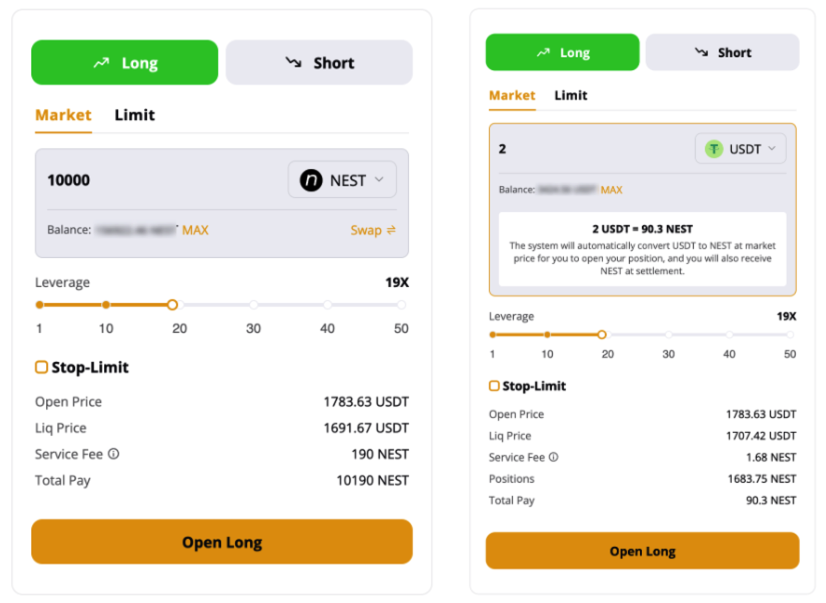 Long Short
Market Limit
10000 NEST
Balance: MAX Swap
Leverage 19X
1 10 20 30 40 50
Stop-Limit
Open Price 1783.63 USDT
Liq Price 1691.67 USDT
Service Fee 190 NEST
Total Pay 10190 NEST
Open Long
Long Short
Market Limit
2 USDT
Balance: MAX
2 USDT = 90.3 NEST
The system will automatically convert USDT to NEST at market
price for you to open your position, and you will also receive
NEST at settlement.
Leverage 19X
1 10 20 30 40 50
Stop-Limit
Open Price 1783.63 USDT
Liq Price 1707.42 USDT
Service Fee 1.68 NEST
Positions 1683.75 NEST
Total Pay 90.3 NEST
Open Long